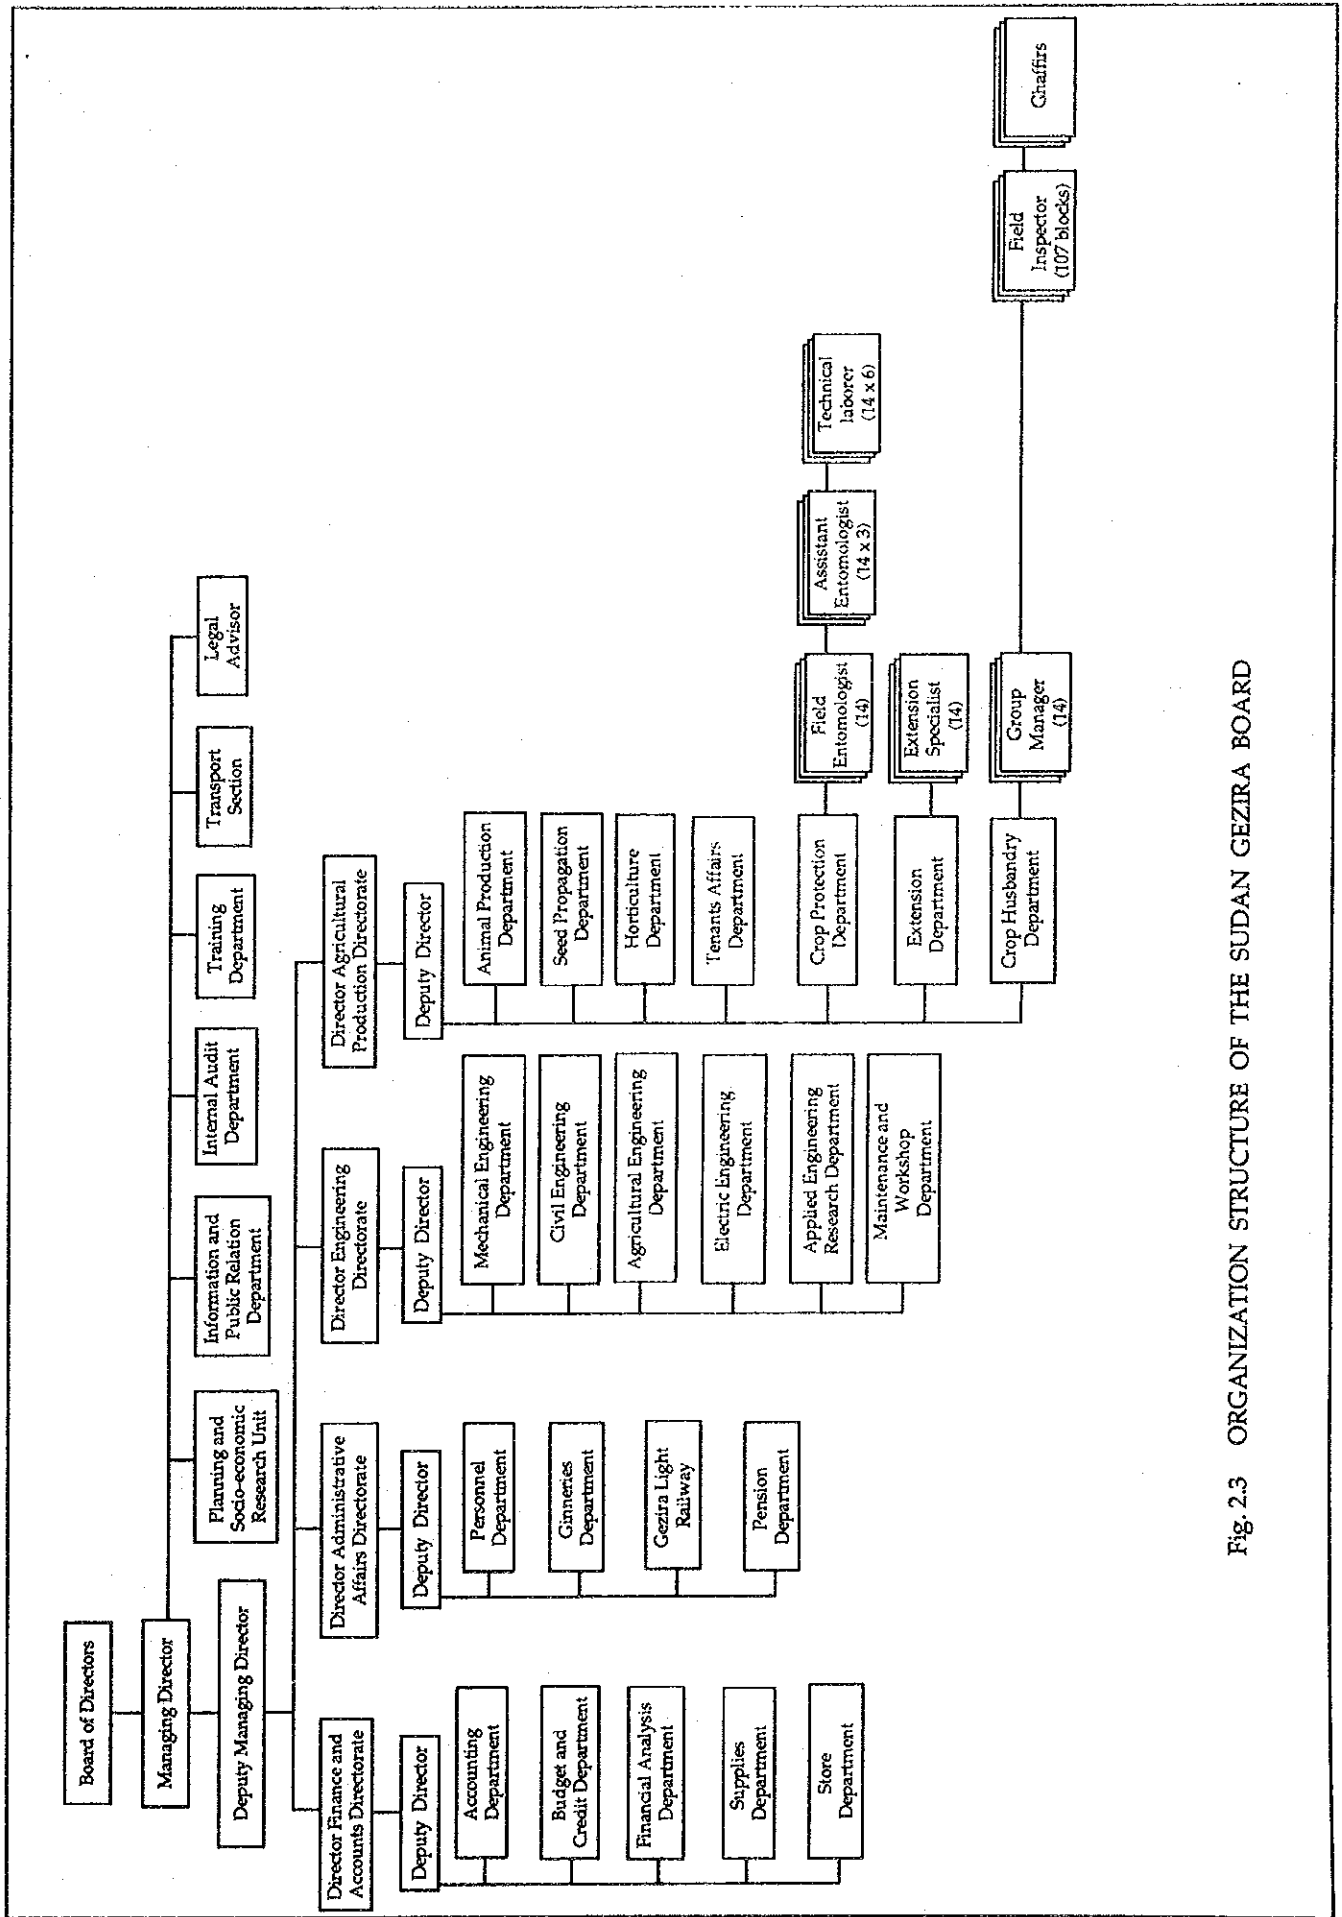 Board of Directors
Managing Director
Deputy Managing Director
Planning and
Socio-economic
Research Unit
Information and
Public Relation
Department
Internal Audit
Department
Training
Department
Transport
Section
Legal
Advisor
Director Finance and
Accounts Directorate
Deputy Director
Accounting
Department
Budget and
Credit Department
Financial Analysis
Department
Supplies
Department
Store
Department
Director Administrative
Affairs Directorate
Deputy Director
Personnel
Department
Ginneries
Department
Gezira Light
Railway
Pension
Department
Director Engineering
Directorate
Deputy Director
Mechanical Engineering
Department
Civil Engineering
Department
Agricultural Engineering
Department
Electric Engineering
Department
Applied Engineering
Research Department
Maintenance and
Workshop
Department
Director Agricultural
Production Directorate
Deputy Director
Animal Production
Department
Seed Propagation
Department
Horticulture
Department
Tenants Affairs
Department
Crop Protection
Department
Field
Entomologist
(14)
Assistant
Entomologist
(14 x 3)
Technical
laborer
(14 x 6)
Extension
Department
Extension
Specialist
(14)
Crop Husbandry
Department
Group
Manager
(14)
Field
Inspector
(107 blocks)
Ghaffirs
Fig. 2.3 ORGANIZATION STRUCTURE OF THE SUDAN GEZIRA BOARD